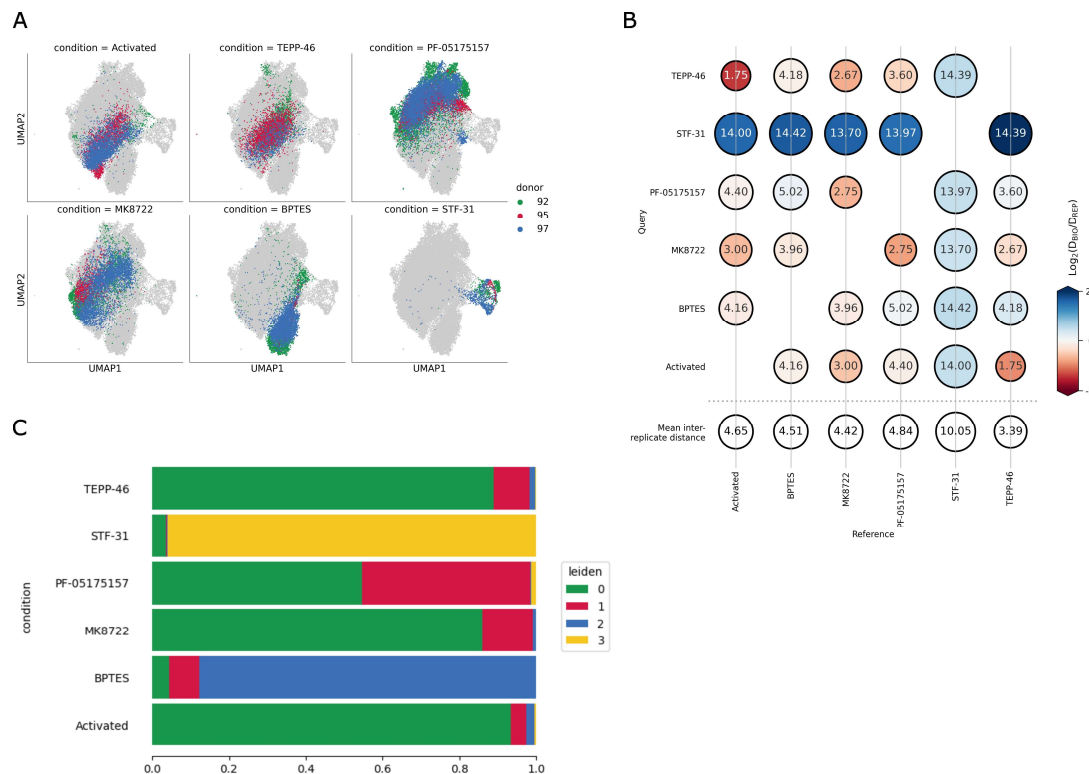 A
condition = Activated
condition = TEPP-46
condition = PF-05175157
UMAP2
donor
92
95
97
condition = MK8722
condition = BPTES
condition = STF-31
UMAP2
UMAP1
UMAP1
UMAP1
B
TEPP-46 1.75 4.18 2.67 3.60 14.39
STF-31 14.00 14.42 13.70 13.97 14.39
PF-05175157 4.40 5.02 2.75 13.97 3.60
MK8722 3.00 3.96 2.75 13.70 2.67
BPTES 4.16 3.96 5.02 14.42 4.18
Activated 4.16 3.00 4.40 14.00 1.75
Mean inter-
replicate distance
4.65 4.51 4.42 4.84 10.05 3.39
Query
Activated
BPTES
MK8722
PF-05175157
STF-31
TEPP-46
Reference
Log2(DBIO/DREP)
2
C
TEPP-46
STF-31
PF-05175157
MK8722
BPTES
Activated
condition
0.0 0.2 0.4 0.6 0.8 1.0
leiden
0
1
2
3